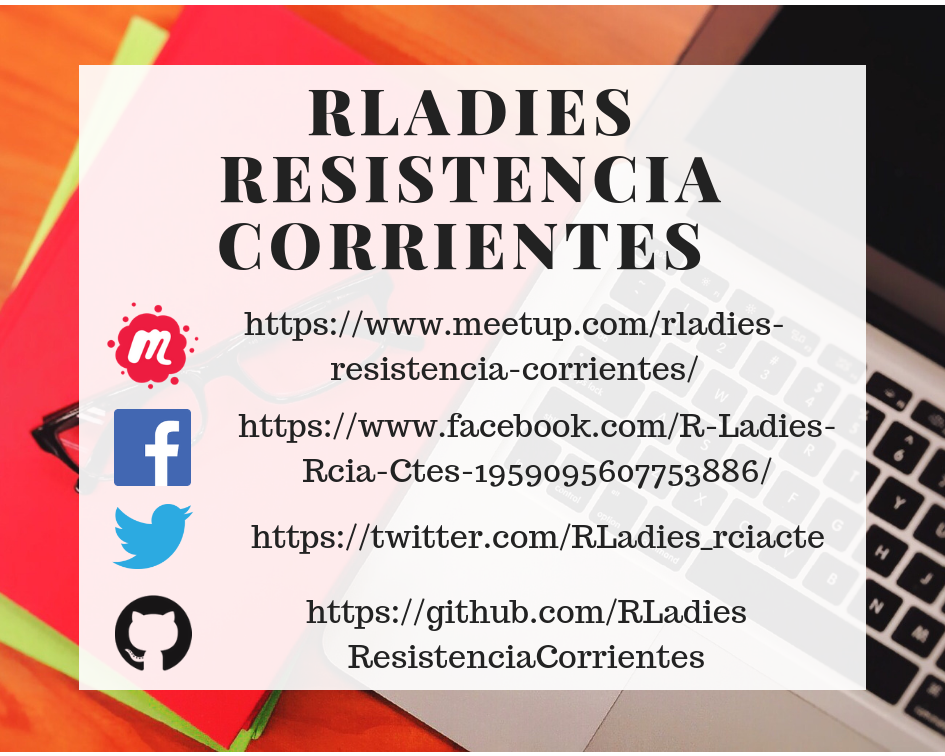 RLADIES
RESISTENCIA
CORRIENTES
https://www.meetup.com/rladies-
resistencia-corrientes/
https://www.facebook.com/R-Ladies-
Rcia-Ctes-1959095607753886/
https://twitter.com/RLadies_rciacte
https://github.com/RLadies
ResistenciaCorrientes